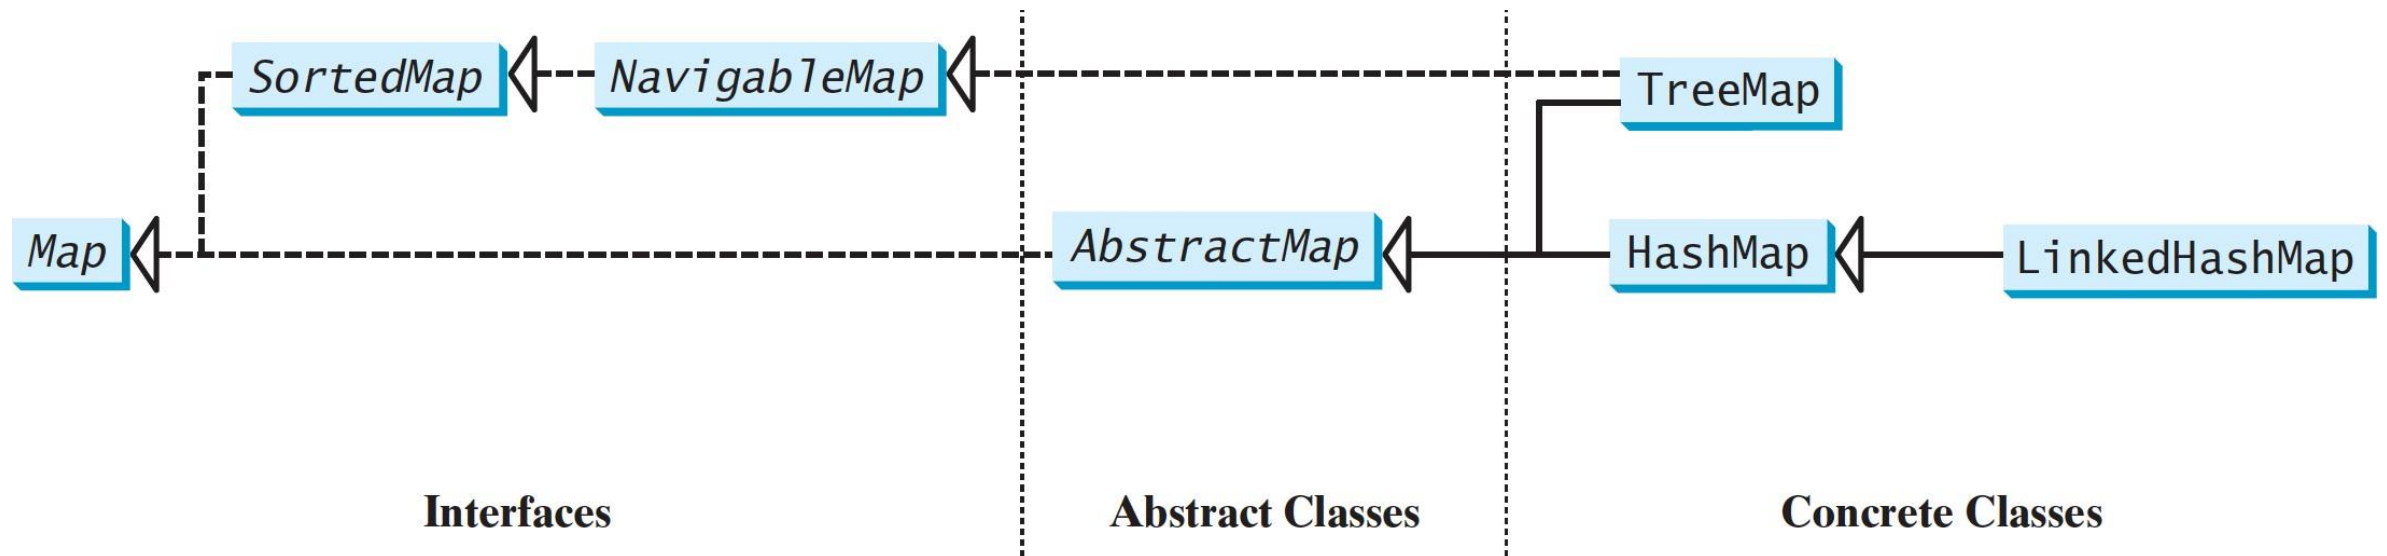 SortedMap
NavigableMap
TreeMap
Map
AbstractMap
HashMap
LinkedHashMap
Interfaces
Abstract Classes
Concrete Classes